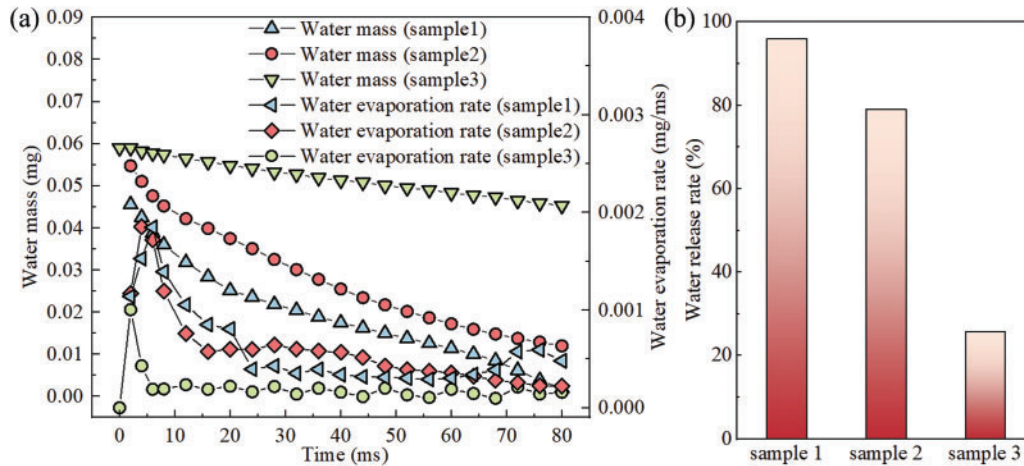 (a)
Water mass (sample1)
Water mass (sample2)
Water mass (sample3)
Water evaporation rate (sample1)
Water evaporation rate (sample2)
Water evaporation rate (sample3)
Water mass (mg)
0.09
0.08
0.07
0.06
0.05
0.04
0.03
0.02
0.01
0.00
0 10 20 30 40 50 60 70 80
Time (ms)
0.004
0.003
0.002
0.001
0.000
Water evaporation rate (mg/ms)
(b)
Water release rate (%)
100
80
60
40
20
0
sample 1 sample 2 sample 3